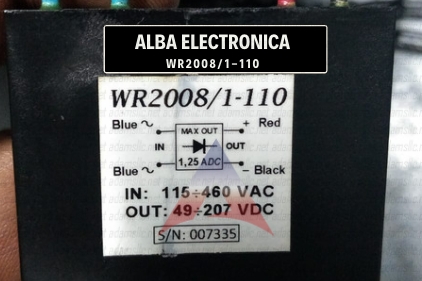 ALBA ELECTRONICA
WR2008/1-110
WR2008/1-110
Blue ~ MAX OUT + Red
IN OUT
Blue ~ 1,25 ADC - Black
IN: 115÷460 VAC
OUT: 49÷207 VDC
S/N: 007335